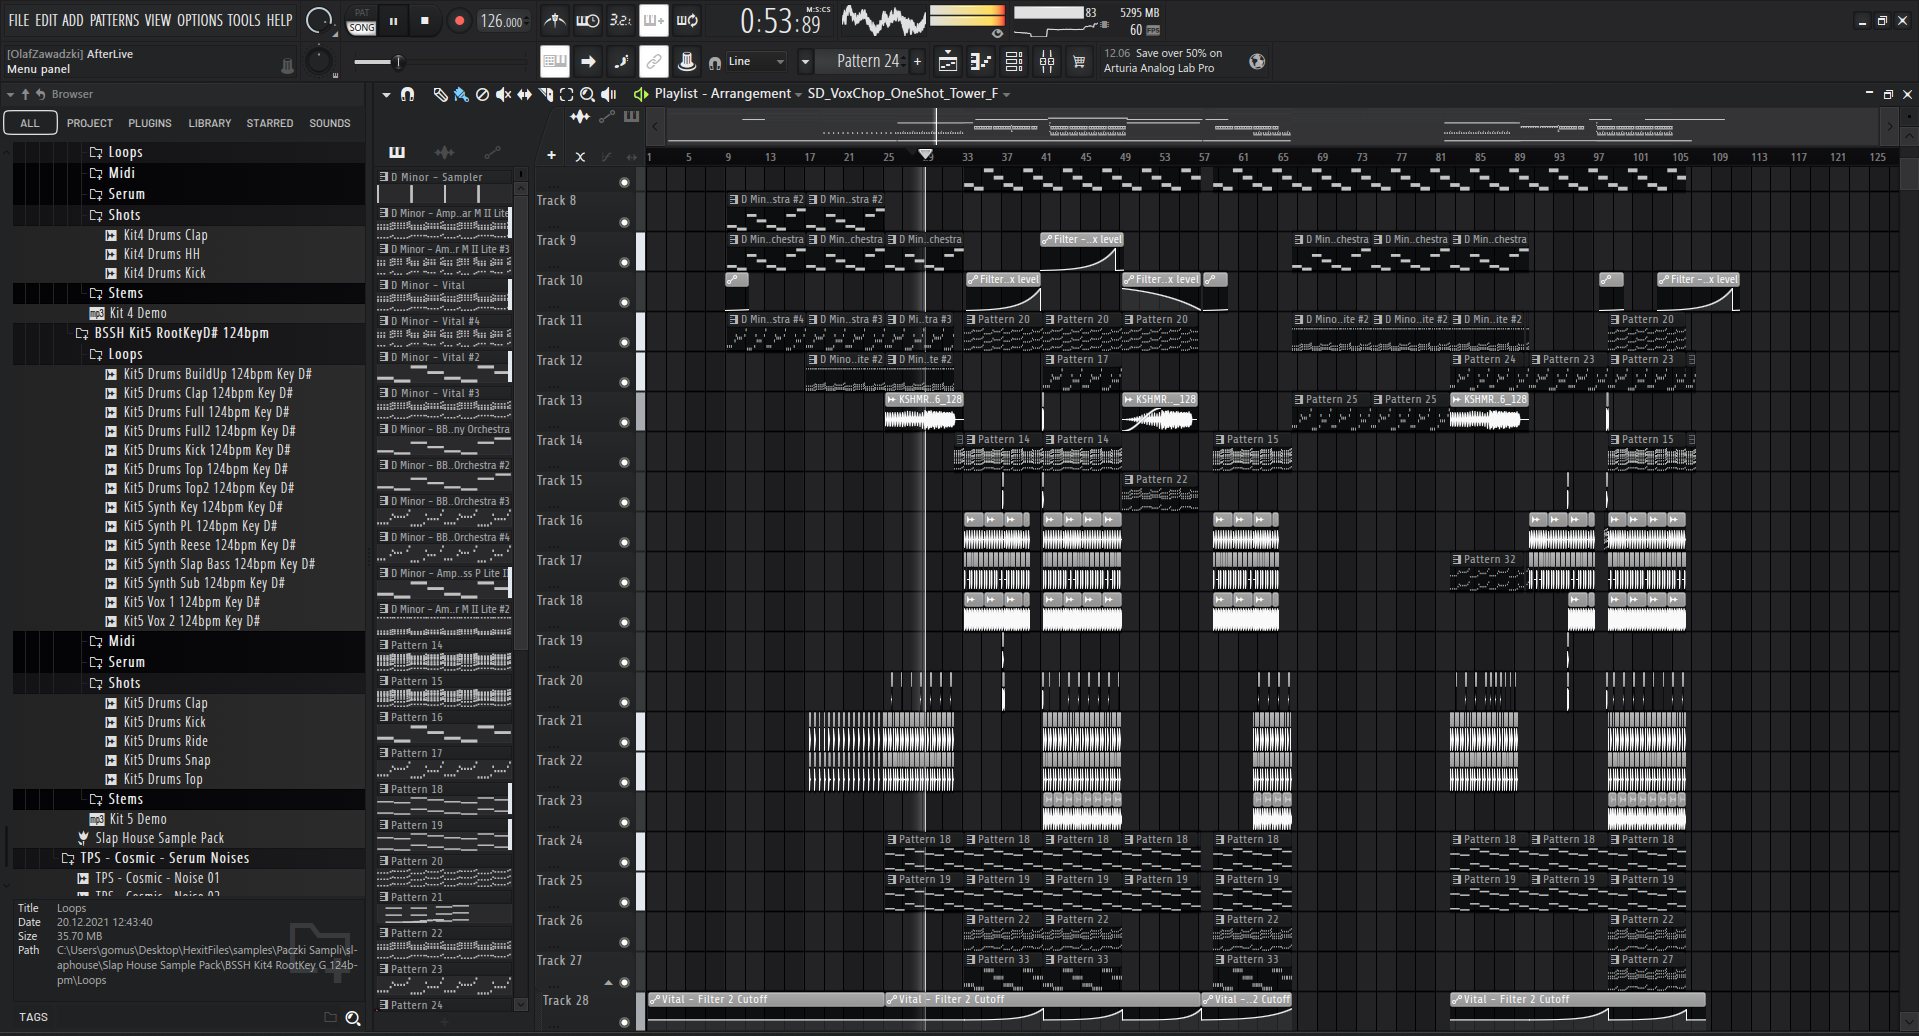 FILE EDIT ADD PATTERNS VIEW OPTIONS TOOLS HELP
PAT
SONG
126.000
3.2.
0:53:89
M:S:CS
83
5295 MB
60 FPS
[OlafZawadzki] AfterLive
Menu panel
Line
Pattern 24
12.06 Save over 50% on
Arturia Analog Lab Pro
Browser
Playlist - Arrangement SD_VoxChop_OneShot_Tower_F
ALL PROJECT PLUGINS LIBRARY STARRED SOUNDS
Loops
Midi
Serum
Shots
Kit4 Drums Clap
Kit4 Drums HH
Kit4 Drums Kick
Stems
mp3 Kit 4 Demo
BSSH Kit5 RootKeyD# 124bpm
Loops
Kit5 Drums BuildUp 124bpm Key D#
Kit5 Drums Clap 124bpm Key D#
Kit5 Drums Full 124bpm Key D#
Kit5 Drums Full2 124bpm Key D#
Kit5 Drums Kick 124bpm Key D#
Kit5 Drums Top 124bpm Key D#
Kit5 Drums Top2 124bpm Key D#
Kit5 Synth Key 124bpm Key D#
Kit5 Synth PL 124bpm Key D#
Kit5 Synth Reese 124bpm Key D#
Kit5 Synth Slap Bass 124bpm Key D#
Kit5 Synth Sub 124bpm Key D#
Kit5 Vox 1 124bpm Key D#
Kit5 Vox 2 124bpm Key D#
Midi
Serum
Shots
Kit5 Drums Clap
Kit5 Drums Kick
Kit5 Drums Ride
Kit5 Drums Snap
Kit5 Drums Top
Stems
mp3 Kit 5 Demo
Slap House Sample Pack
TPS - Cosmic - Serum Noises
TPS - Cosmic - Noise 01
TPS - Cosmic - Noise 02
Title Loops
Date 20.12.2021 12:43:40
Size 35.70 MB
Path C:\Users\gomus\Desktop\HexitFiles\samples\Paczki Sampli\sl-
aphouse\Slap House Sample Pack\BSSH Kit4 RootKey G 124b-
pm\Loops
TAGS
D Minor - Sampler
D Minor - Amp..ar M II Lite
D Minor - Am..r M II Lite #3
D Minor - Vital
D Minor - Vital #4
D Minor - Vital #2
D Minor - Vital #3
D Minor - BB..ny Orchestra
D Minor - BB..Orchestra #2
D Minor - BB..Orchestra #3
D Minor - BB..Orchestra #4
D Minor - Amp..ss P Lite I
D Minor - Am..r M II Lite #2
Pattern 14
Pattern 15
Pattern 16
Pattern 17
Pattern 18
Pattern 19
Pattern 20
Pattern 21
Pattern 22
Pattern 23
Pattern 24
1 5 9 13 17 21 25 29 33 37 41 45 49 53 57 61 65 69 73 77 81 85 89 93 97 101 105 109 113 117 121 125
Track 8
D Min..stra #2 D Min..stra #2
Track 9
D Min..chestra D Min..chestra D Min..chestra Filter -..x level D Min..chestra D Min..chestra D Min..chestra
Track 10
Filter..x level Filter..x level Filter -..x level
Track 11
D Min..stra #4 D Min..stra #3 D Mi..tra #3 Pattern 20 Pattern 20 Pattern 20 D Mino..ite #2 D Mino..ite #2 D Min..ite #2 Pattern 20
Track 12
D Mino..ite #2 D Min..te #2 Pattern 17 Pattern 24 Pattern 23 Pattern 23
Track 13
KSHMR..6_128 KSHMR.._128 Pattern 25 Pattern 25 KSHMR..6_128
Track 14
Pattern 14 Pattern 14 Pattern 15 Pattern 15
Track 15
Pattern 22
Track 16
Track 17
Pattern 32
Track 18
Track 19
Track 20
Track 21
Track 22
Track 23
Track 24
Pattern 18 Pattern 18 Pattern 18 Pattern 18 Pattern 18 Pattern 18 Pattern 18 Pattern 18
Track 25
Pattern 19 Pattern 19 Pattern 19 Pattern 19 Pattern 19 Pattern 19 Pattern 19 Pattern 19
Track 26
Pattern 22 Pattern 22 Pattern 22 Pattern 22
Track 27
Pattern 33 Pattern 33 Pattern 33 Pattern 27
Track 28
Vital - Filter 2 Cutoff Vital - Filter 2 Cutoff Vital -..2 Cutoff Vital - Filter 2 Cutoff